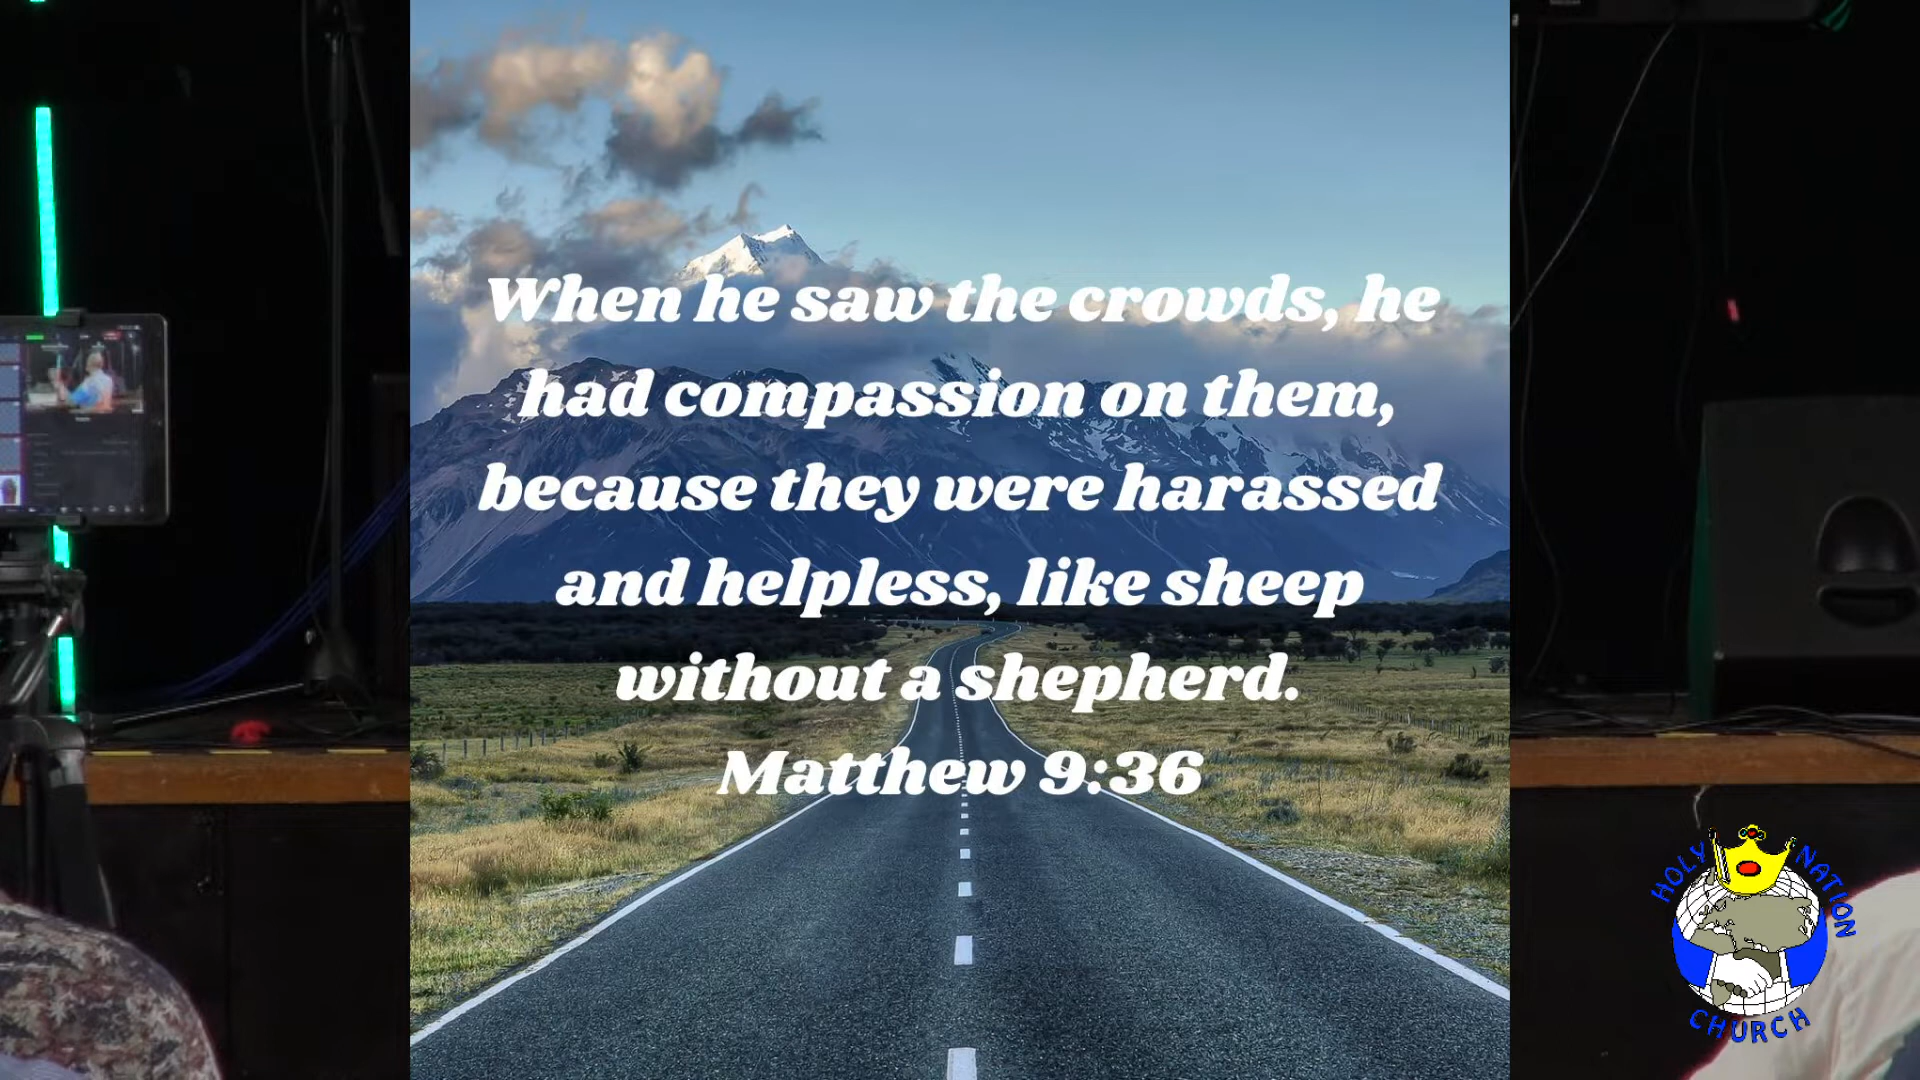 When he saw the crowds, he
had compassion on them,
because they were harassed
and helpless, like sheep
without a shepherd.
Matthew 9:36
HOLY NATION
CHURCH